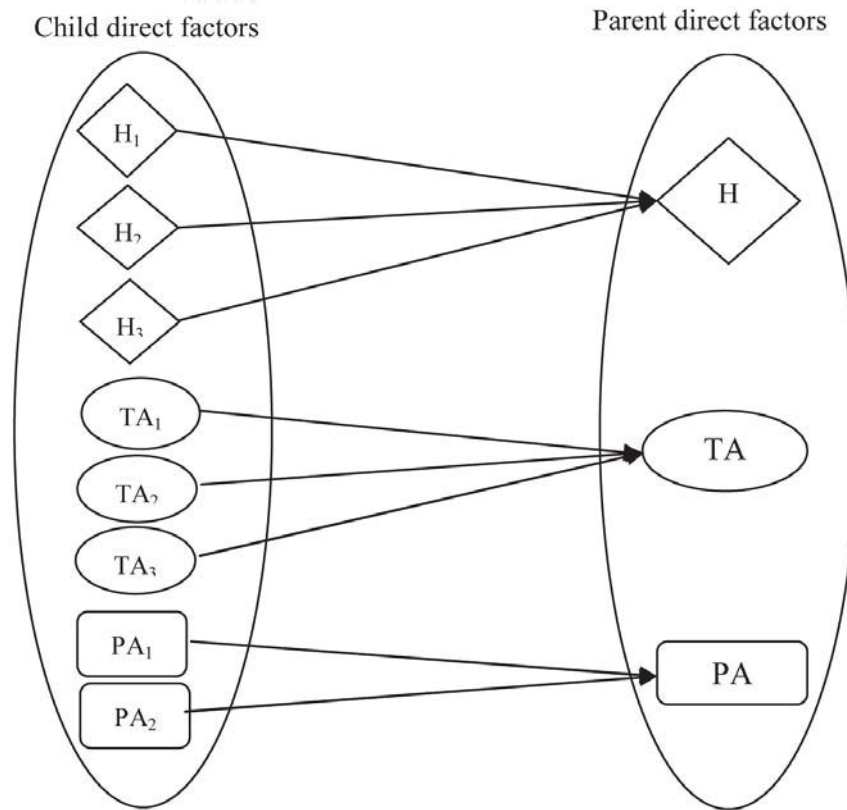 Child direct factors
Parent direct factors
H₁
H
H₂
H₃
TA₁
TA
TA₂
TA₃
PA₁
PA
PA₂